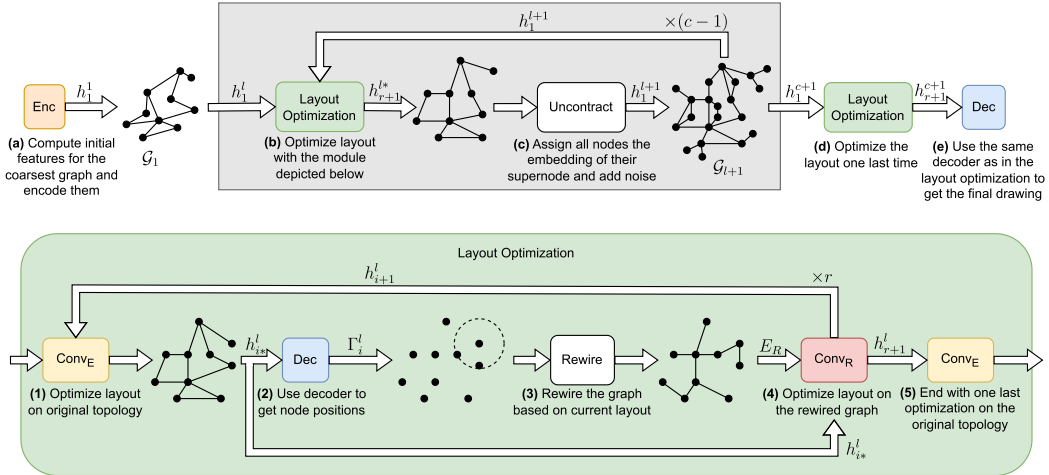 h_1^{l+1}
×(c − 1)
Enc
h_1^1
𝒢_1
(a) Compute initial
features for the
coarsest graph and
encode them
h_1^l
Layout
Optimization
h_{r+1}^{l*}
(b) Optimize layout
with the module
depicted below
Uncontract
h_1^{l+1}
(c) Assign all nodes the
embedding of their
supernode and add noise
𝒢_{l+1}
h_1^{c+1}
Layout
Optimization
h_{r+1}^{c+1}
Dec
(d) Optimize the
layout one last time
(e) Use the same
decoder as in the
layout optimization to
get the final drawing
Layout Optimization
h_{i+1}^l
×r
Conv_E
(1) Optimize layout
on original topology
h_{i*}^l
Dec
Γ_i^l
(2) Use decoder to
get node positions
Rewire
(3) Rewire the graph
based on current layout
E_R
Conv_R
h_{r+1}^l
(4) Optimize layout on
the rewired graph
Conv_E
(5) End with one last
optimization on the
original topology
h_{i*}^l